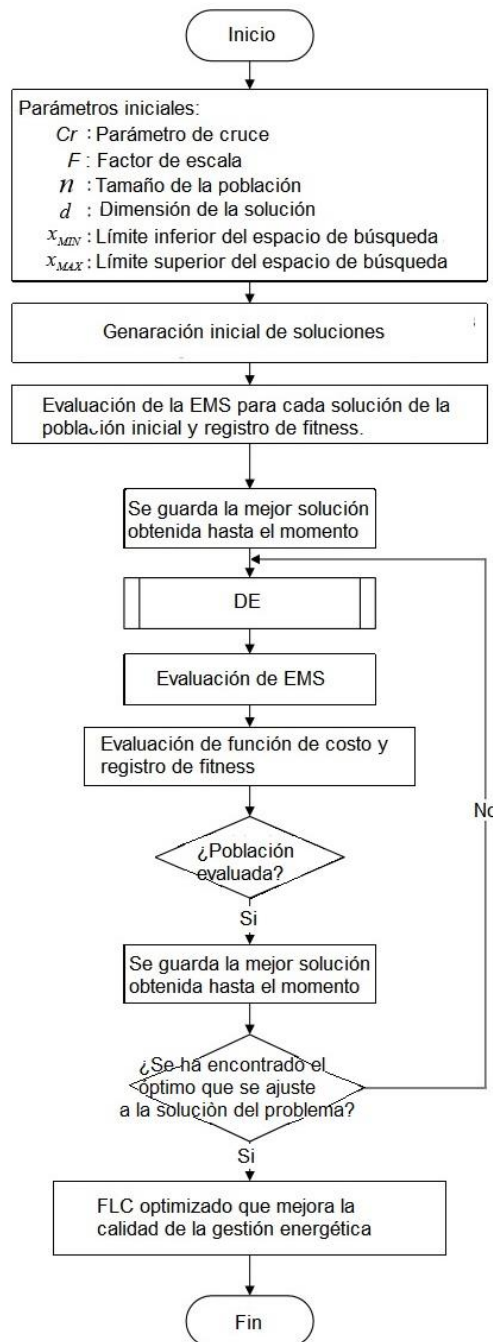 Inicio
Parámetros iniciales:
Cr : Parámetro de cruce
F : Factor de escala
n : Tamaño de la población
d : Dimensión de la solución
x_MIN : Límite inferior del espacio de búsqueda
x_MAX : Límite superior del espacio de búsqueda
Genaración inicial de soluciones
Evaluación de la EMS para cada solución de la
población inicial y registro de fitness.
Se guarda la mejor solución
obtenida hasta el momento
DE
Evaluación de EMS
Evaluación de función de costo y
registro de fitness
No
¿Población
evaluada?
Si
Se guarda la mejor solución
obtenida hasta el momento
¿Se ha encontrado el
óptimo que se ajuste
a la soluciòn del problema?
Si
FLC optimizado que mejora la
calidad de la gestión energética
Fin